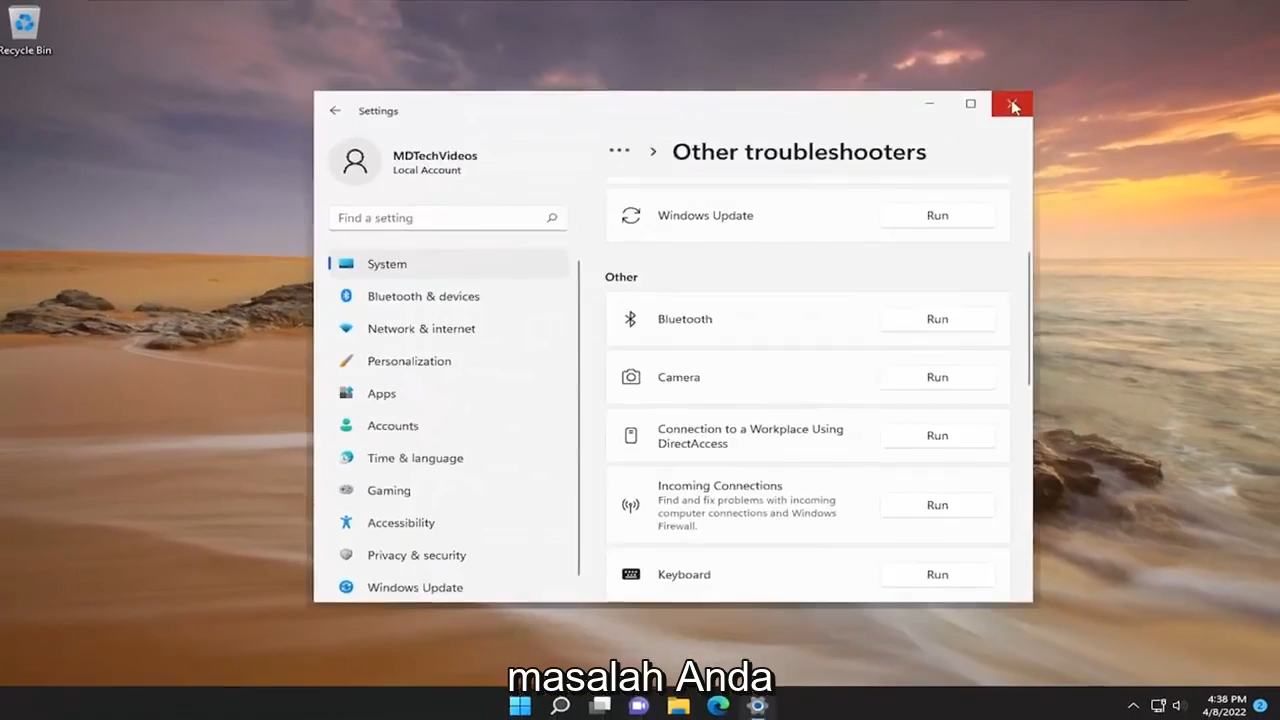 Recycle Bin
Settings
MDTechVideos
Local Account
Find a setting
System
Bluetooth & devices
Network & internet
Personalization
Apps
Accounts
Time & language
Gaming
Accessibility
Privacy & security
Windows Update
... > Other troubleshooters
Windows Update
Run
Other
Bluetooth
Run
Camera
Run
Connection to a Workplace Using
DirectAccess
Run
Incoming Connections
Find and fix problems with incoming
computer connections and Windows
Firewall.
Run
Keyboard
Run
masalah Anda
4:38 PM
4/8/2022
2